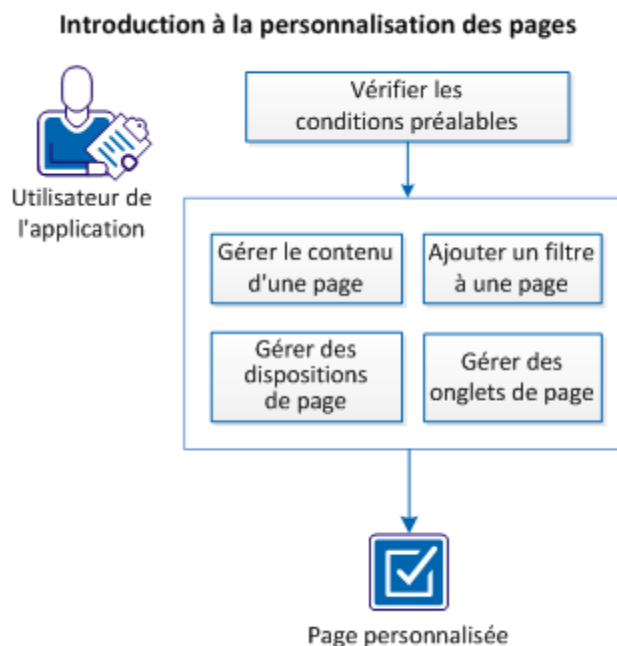 Introduction à la personnalisation des pages
Vérifier les
conditions préalables
Utilisateur de
l'application
Gérer le contenu
d'une page
Ajouter un filtre
à une page
Gérer des
dispositions
de page
Gérer des
onglets de page
Page personnalisée